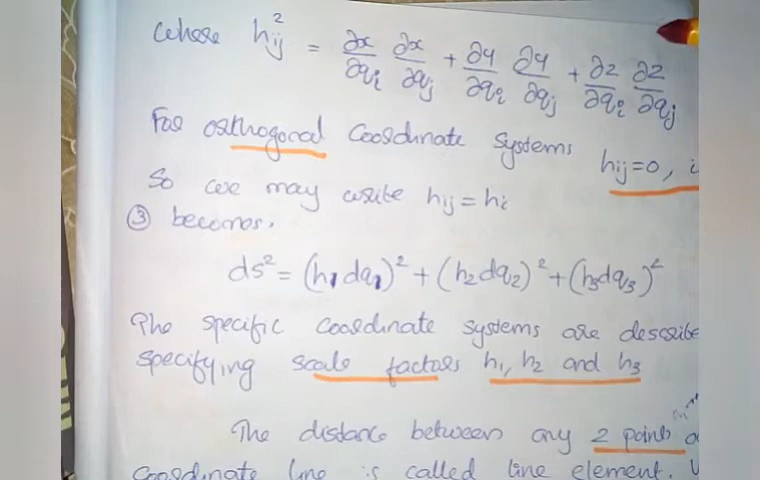 where h²ᵢⱼ = ∂x/∂qᵢ ∂x/∂qⱼ + ∂y/∂qᵢ ∂y/∂qⱼ + ∂z/∂qᵢ ∂z/∂qⱼ
For orthogonal coordinate systems hᵢⱼ=0, i
So we may write hᵢⱼ = hᵢ
③ becomes,
ds² = (h₁dq₁)² + (h₂dq₂)² + (h₃dq₃)²
The specific coordinate systems are describe
specifying scale factors h₁, h₂ and h₃
The distance between any 2 points
coordinate line is called line element.